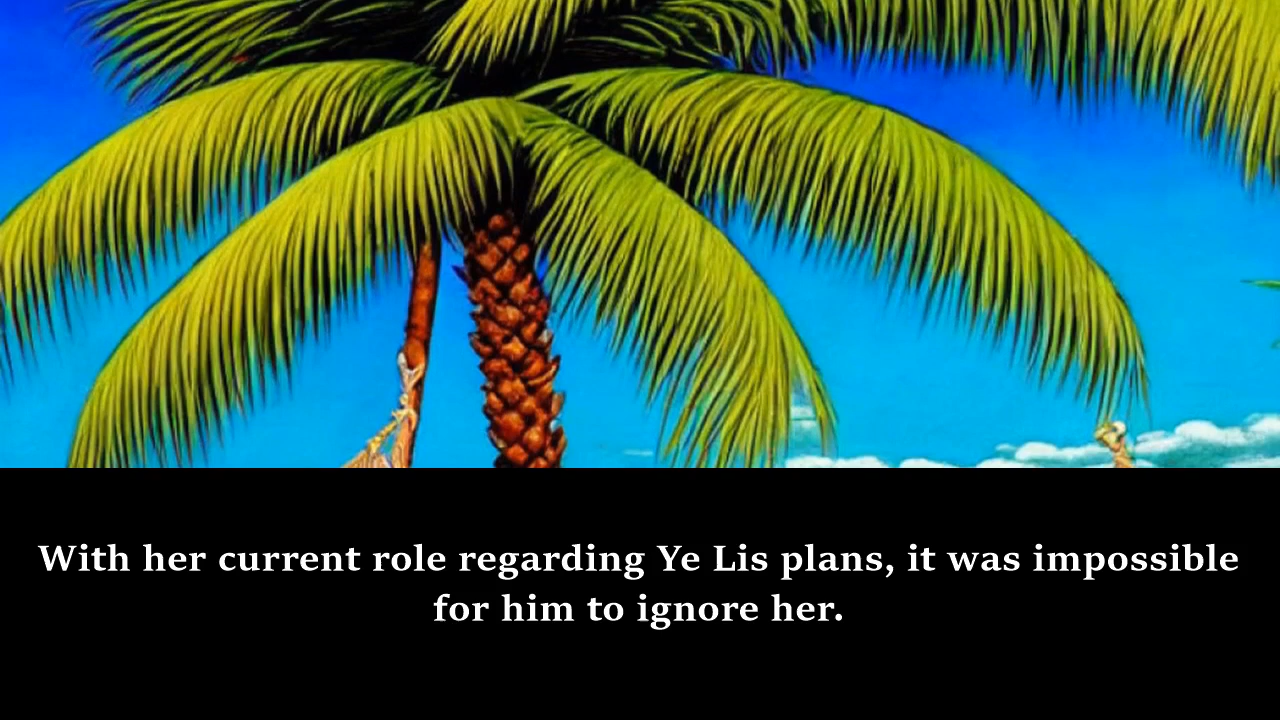 With her current role regarding Ye Lis plans, it was impossible
for him to ignore her.